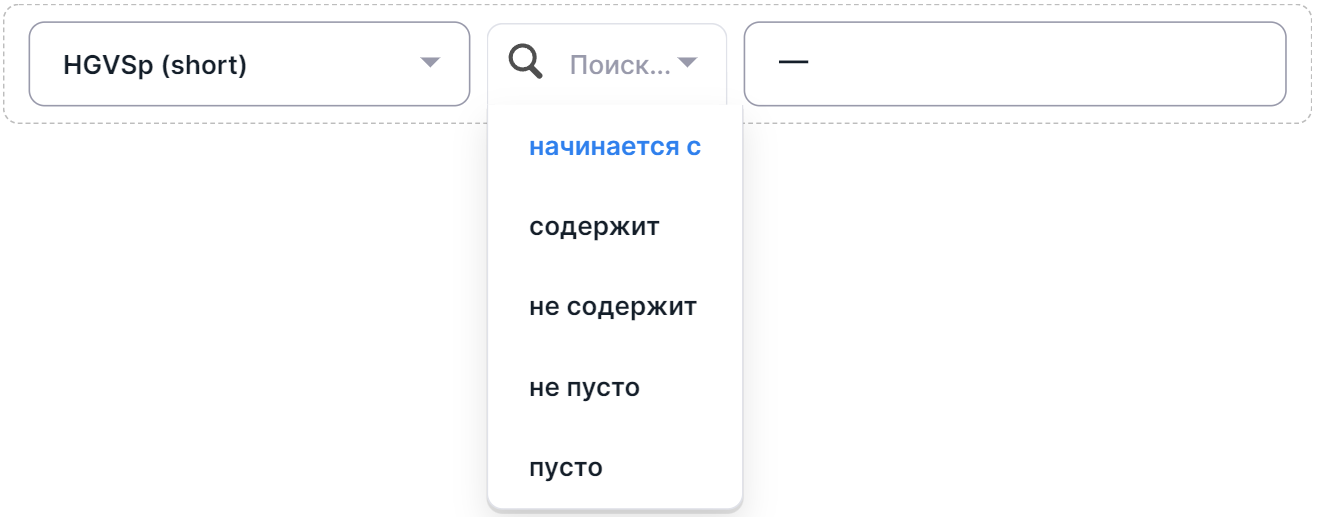 HGVSp (short)
Поиск...
—
начинается с
содержит
не содержит
не пусто
пусто